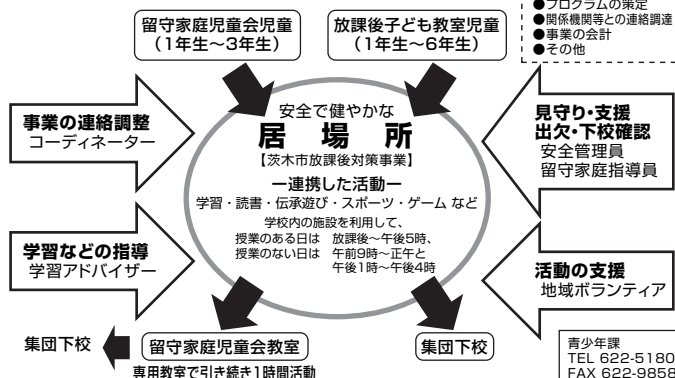 ●プログラムの策定
●関係機関等との連絡調達
●事業の会計
●その他
留守家庭児童会児童
（1年生～3年生）
放課後子ども教室児童
（1年生～6年生）
事業の連絡調整
コーディネーター
安全で健やかな
居場所
【茨木市放課後対策事業】
ー連携した活動ー
学習・読書・伝承遊び・スポーツ・ゲーム など
学校内の施設を利用して、
授業のある日は 放課後～午後5時、
授業のない日は 午前9時～正午と
午後1時～午後4時
見守り・支援
出欠・下校確認
安全管理員
留守家庭指導員
学習などの指導
学習アドバイザー
活動の支援
地域ボランティア
集団下校
留守家庭児童会教室
専用教室で引き続き1時間活動
集団下校
青少年課
TEL 622-5180
FAX 622-9858